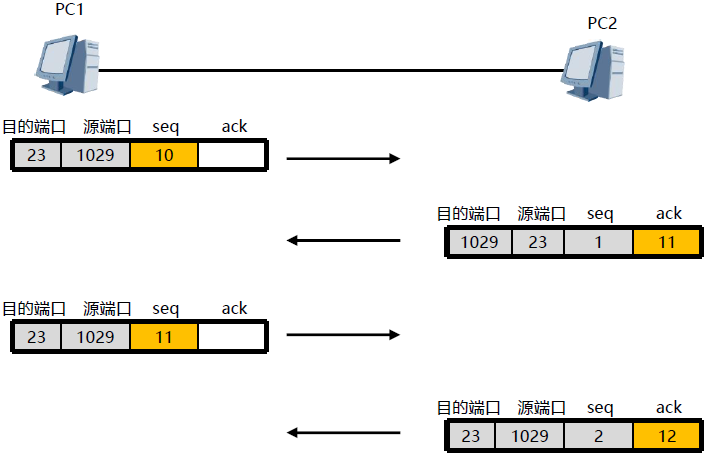 PC1
PC2
目的端口 源端口 seq ack
23 1029 10
目的端口 源端口 seq ack
1029 23 1 11
目的端口 源端口 seq ack
23 1029 11
目的端口 源端口 seq ack
23 1029 2 12